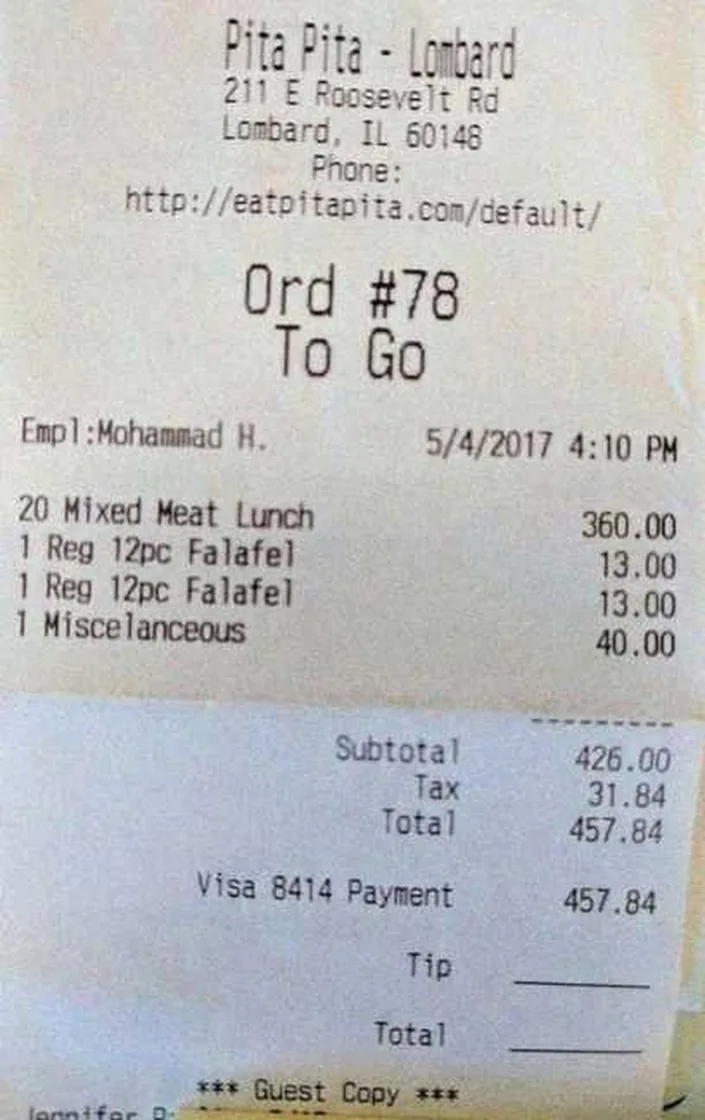 Pita Pita - Lombard
211 E Roosevelt Rd
Lombard, IL 60148
Phone:
http://eatpitapita.com/default/
Ord #78
To Go
Empl:Mohammad H. 5/4/2017 4:10 PM
20 Mixed Meat Lunch 360.00
1 Reg 12pc Falafel 13.00
1 Reg 12pc Falafel 13.00
1 Miscelanceous 40.00
Subtotal 426.00
Tax 31.84
Total 457.84
Visa 8414 Payment 457.84
Tip
Total
*** Guest Copy ***
Jennifer